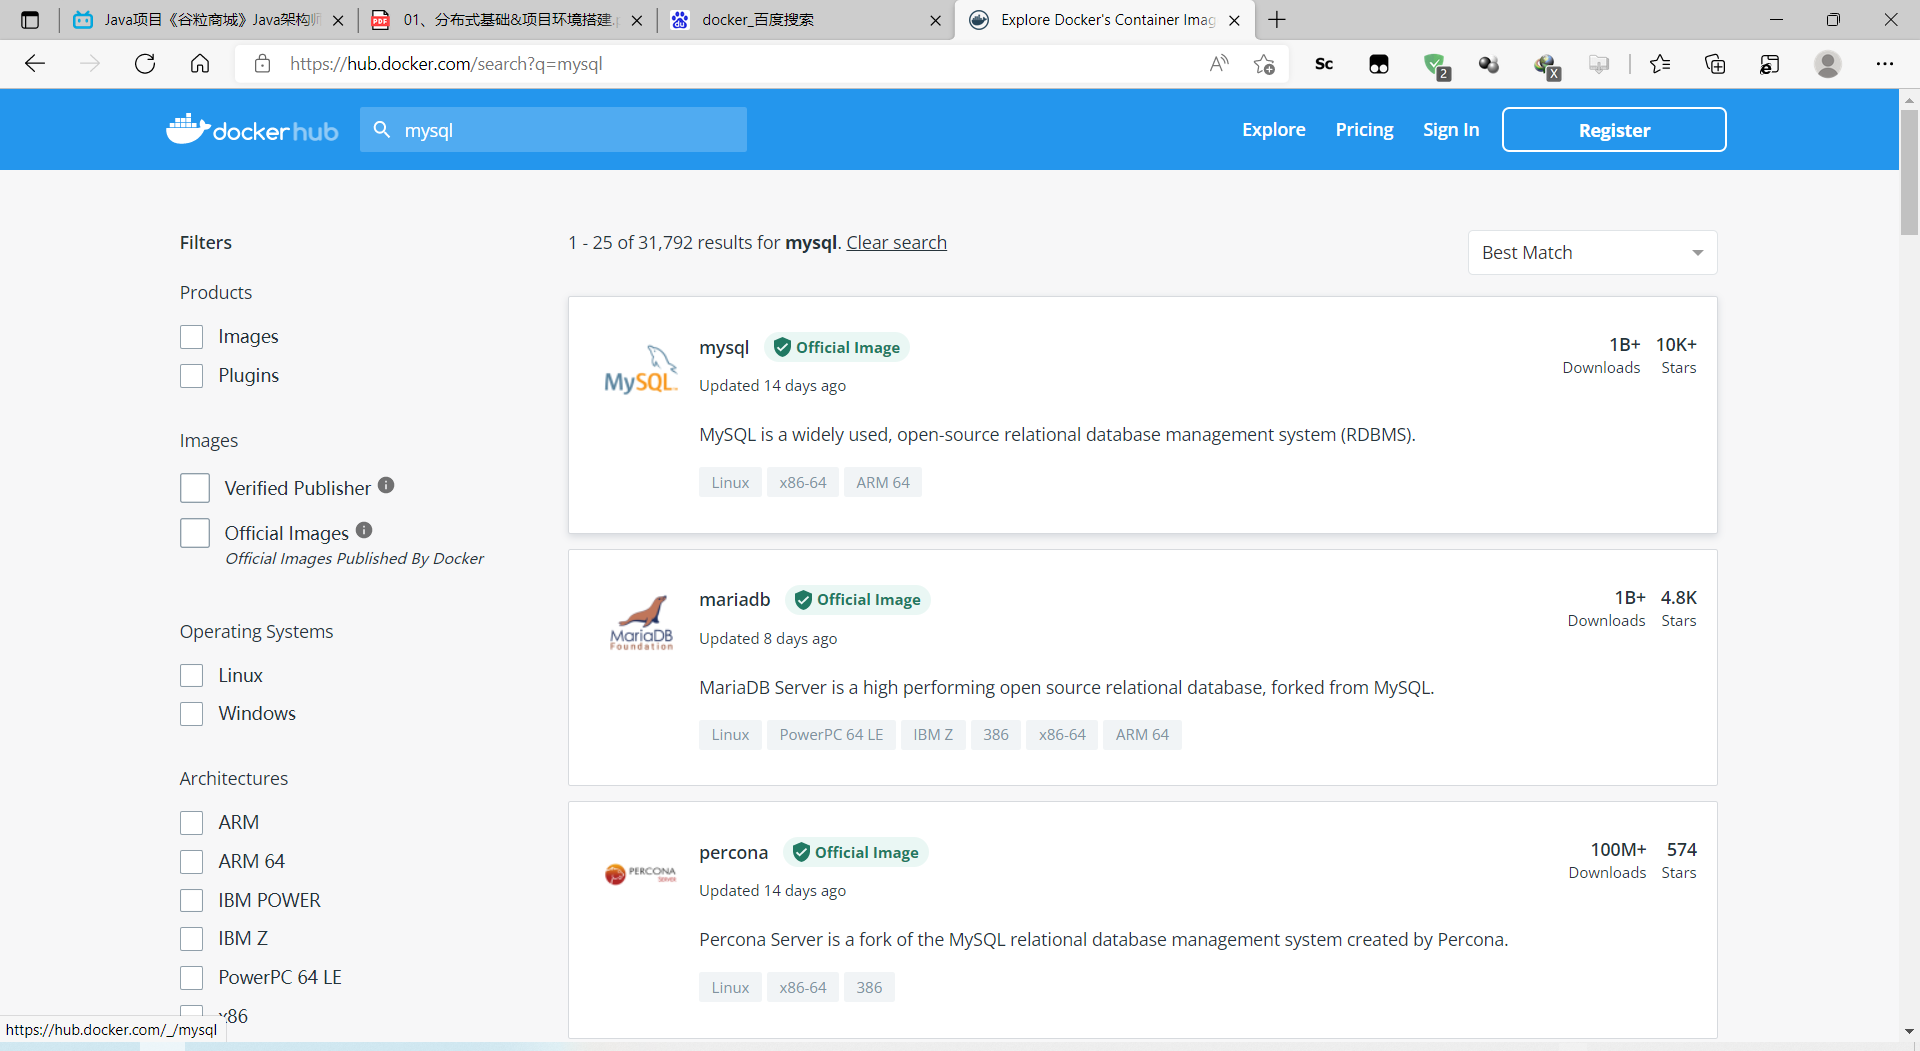 Java项目《谷粒商城》Java架构师
01、分布式基础&项目环境搭建.p
docker_百度搜索
Explore Docker's Container Imag
https://hub.docker.com/search?q=mysql
Sc
2
X
docker hub
mysql
Explore
Pricing
Sign In
Register
Filters
1 - 25 of 31,792 results for mysql. Clear search
Best Match
Products
Images
Plugins
Images
Verified Publisher
Official Images
Official Images Published By Docker
Operating Systems
Linux
Windows
Architectures
ARM
ARM 64
IBM POWER
IBM Z
PowerPC 64 LE
x86
MySQL
mysql
Official Image
1B+
10K+
Downloads
Stars
Updated 14 days ago
MySQL is a widely used, open-source relational database management system (RDBMS).
Linux
x86-64
ARM 64
MariaDB
Foundation
mariadb
Official Image
1B+
4.8K
Downloads
Stars
Updated 8 days ago
MariaDB Server is a high performing open source relational database, forked from MySQL.
Linux
PowerPC 64 LE
IBM Z
386
x86-64
ARM 64
PERCONA
Server
percona
Official Image
100M+
574
Downloads
Stars
Updated 14 days ago
Percona Server is a fork of the MySQL relational database management system created by Percona.
Linux
x86-64
386
https://hub.docker.com/_/mysql